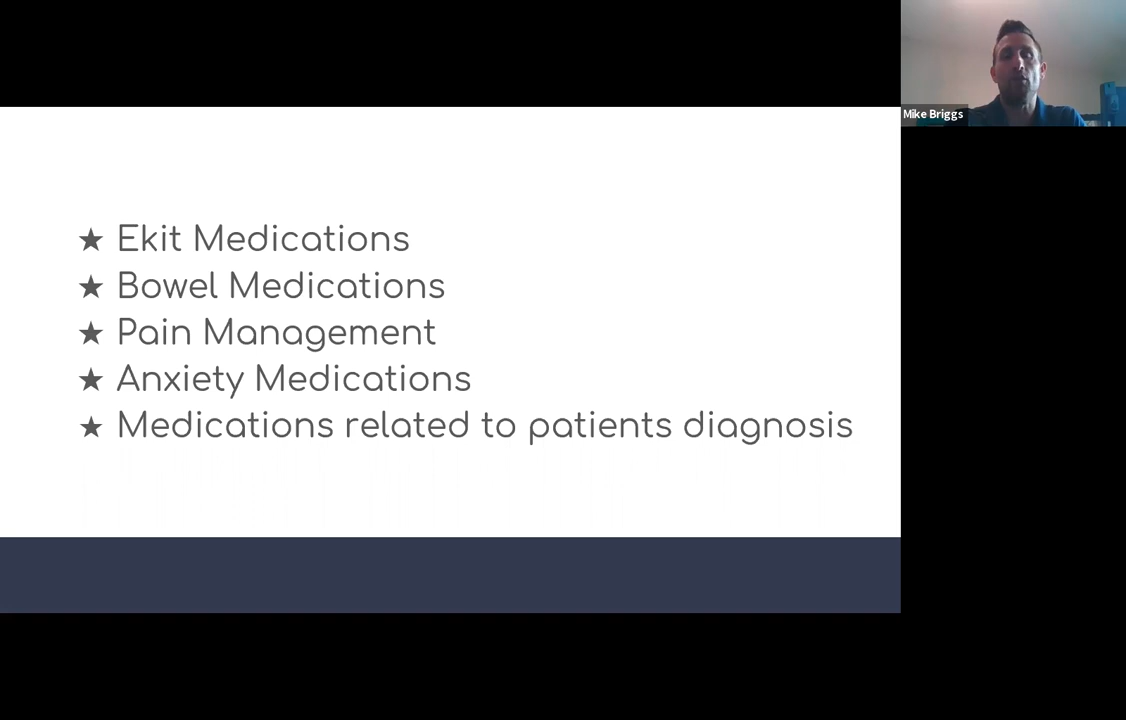 ★ Ekit Medications
★ Bowel Medications
★ Pain Management
★ Anxiety Medications
★ Medications related to patients diagnosis
Mike Briggs